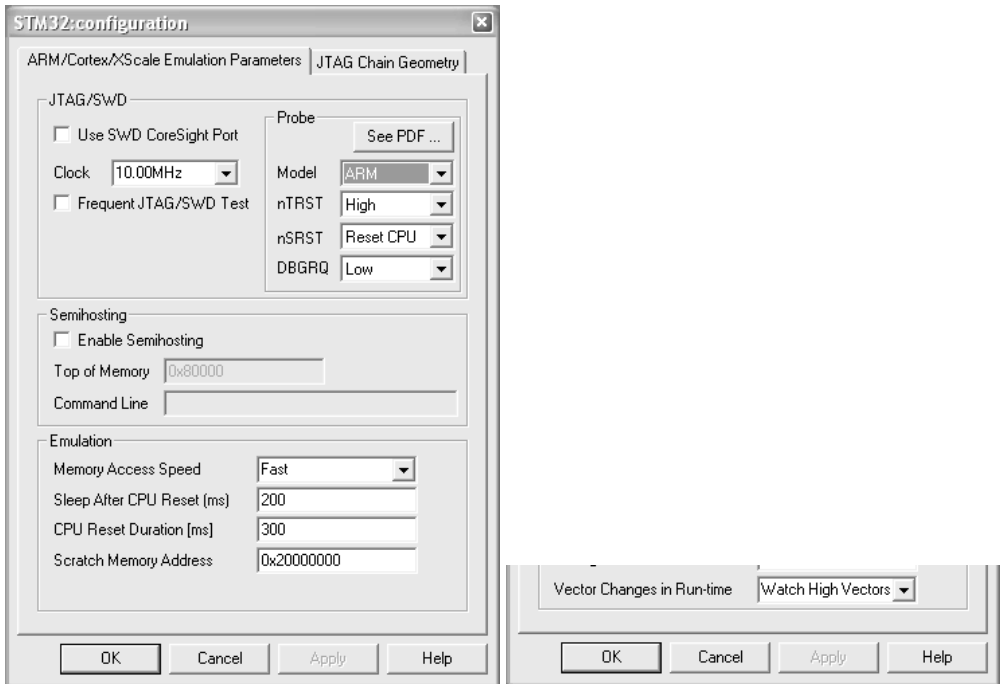 STM32:configuration
ARM/Cortex/XScale Emulation Parameters
JTAG Chain Geometry
JTAG/SWD
Use SWD CoreSight Port
Clock 10.00MHz
Frequent JTAG/SWD Test
Probe
See PDF ...
Model ARM
nTRST High
nSRST Reset CPU
DBGRQ Low
Semihosting
Enable Semihosting
Top of Memory 0x80000
Command Line
Emulation
Memory Access Speed Fast
Sleep After CPU Reset (ms) 200
CPU Reset Duration [ms] 300
Scratch Memory Address 0x20000000
OK Cancel Apply Help
Vector Changes in Run-time Watch High Vectors
OK Cancel Apply Help